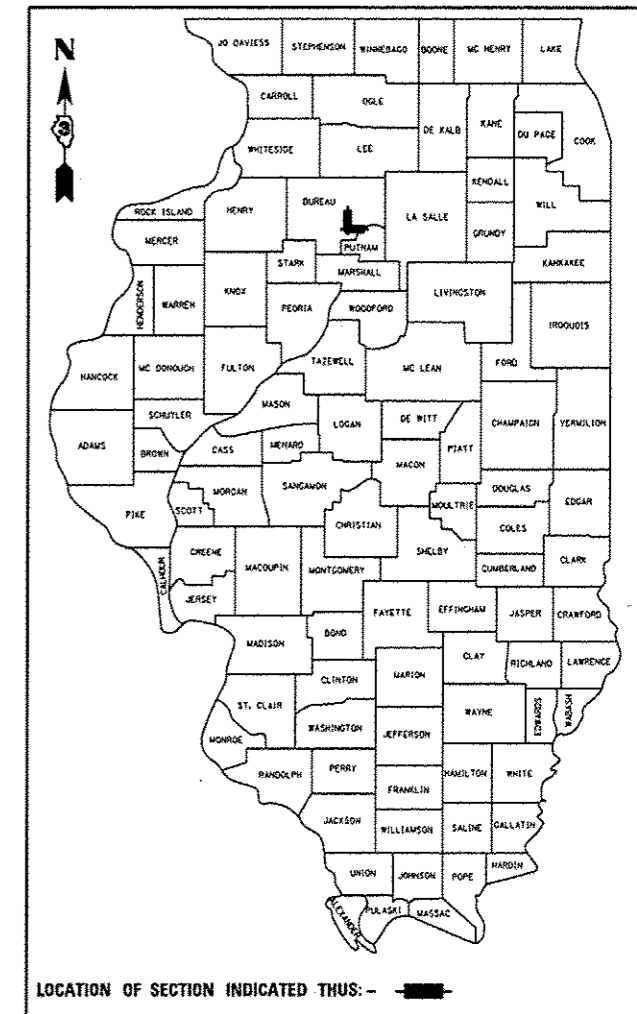 JO DAVIESS STEPHENSON WINNEBAGO BOONE MC HENRY LAKE
N
CARROLL OGLE DE KALB KANE DU PAGE COOK
WHITESIDE LEE
KENDALL
ROCK ISLAND HENRY BUREAU LA SALLE GRUNDY WILL
MERCER PUTNAM
STARK MARSHALL KANKAKEE
HENDERSON WARREN KNOX PEORIA WOODFORD LIVINGSTON IROQUOIS
HANCOCK MC DONOUGH FULTON TAZEWELL MC LEAN FORD
SCHUYLER MASON LOGAN DE WITT CHAMPAIGN VERMILION
ADAMS BROWN CASS MENARD PIATT
MACON
PIKE SCOTT MORGAN SANGAMON MOULTRIE DOUGLAS EDGAR
CHRISTIAN COLES
CALHOUN GREENE MACOUPIN MONTGOMERY SHELBY CUMBERLAND CLARK
JERSEY FAYETTE EFFINGHAM JASPER CRAWFORD
MADISON BOND
CLAY RICHLAND LAWRENCE
CLINTON MARION
ST. CLAIR WAYNE EDWARDS WABASH
MONROE WASHINGTON JEFFERSON
RANDOLPH PERRY HAMILTON WHITE
FRANKLIN
JACKSON WILLIAMSON SALINE GALLATIN
UNION JOHNSON POPE HARDIN
ALEXANDER PULASKI MASSAC
LOCATION OF SECTION INDICATED THUS: -